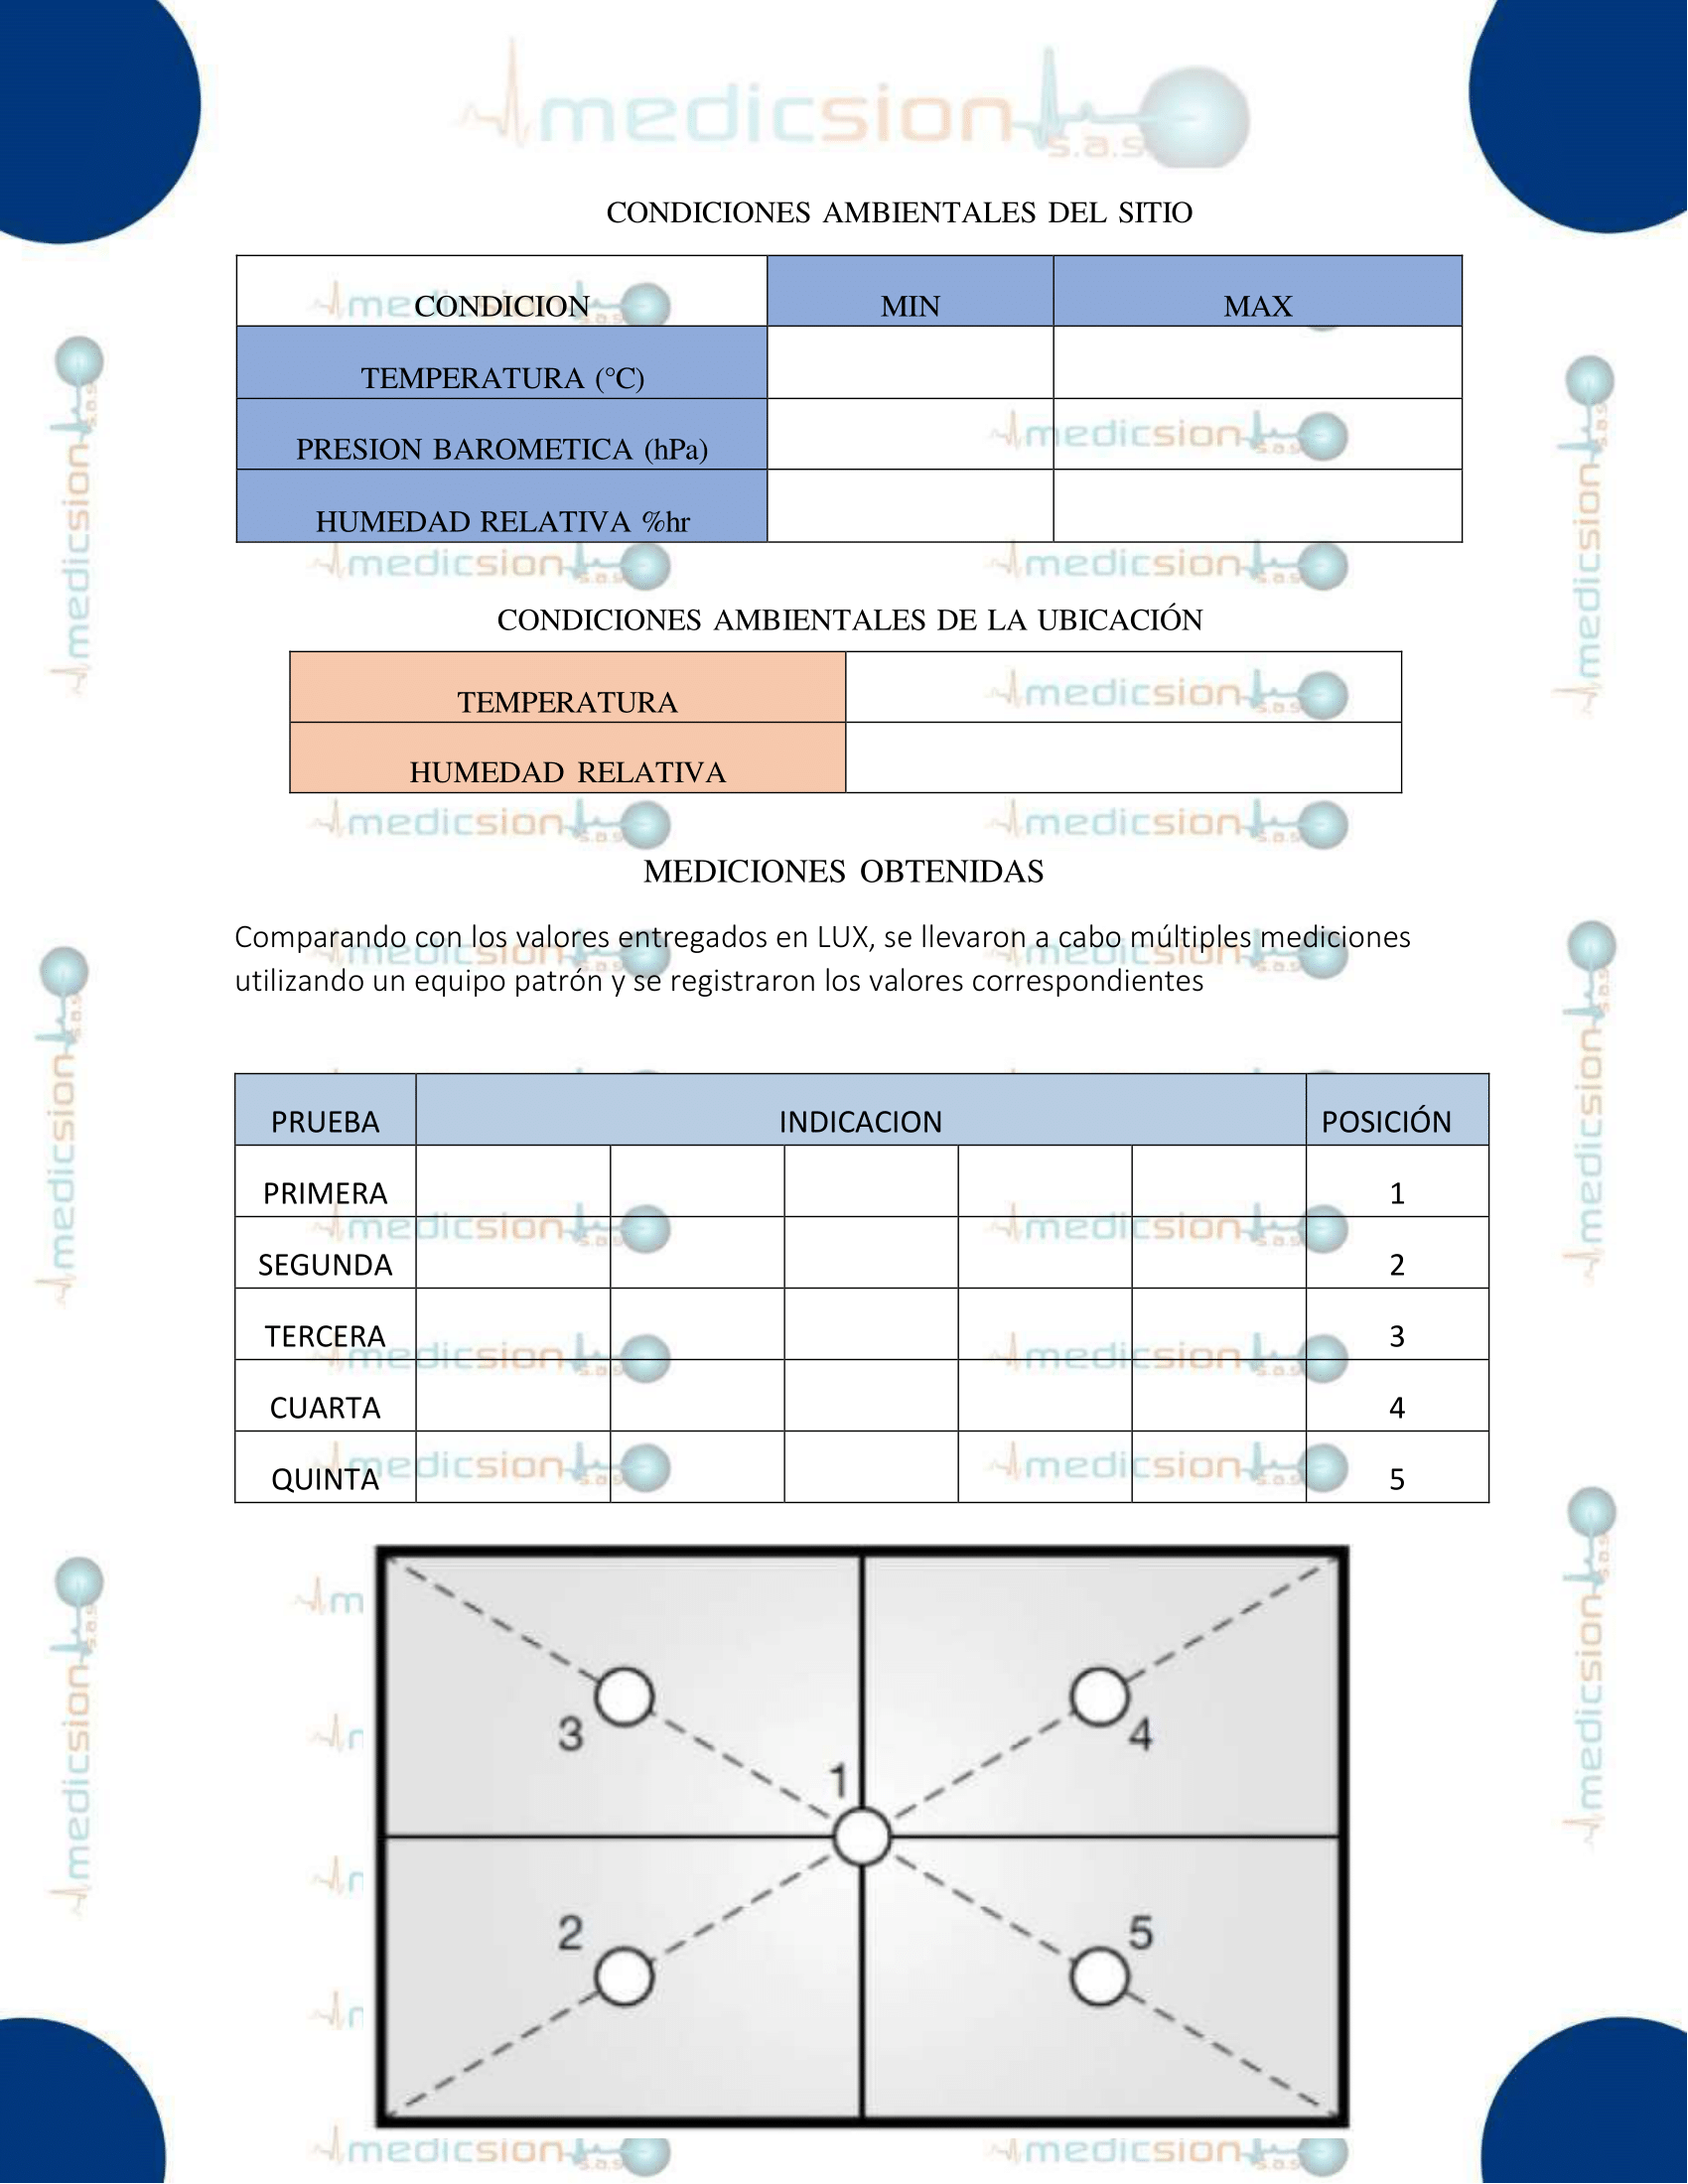 medicsion s.a.s
CONDICIONES AMBIENTALES DEL SITIO
CONDICION MIN MAX
TEMPERATURA (°C)
PRESION BAROMETICA (hPa)
HUMEDAD RELATIVA %hr
CONDICIONES AMBIENTALES DE LA UBICACIÓN
TEMPERATURA
HUMEDAD RELATIVA
MEDICIONES OBTENIDAS
Comparando con los valores entregados en LUX, se llevaron a cabo múltiples mediciones
utilizando un equipo patrón y se registraron los valores correspondientes
PRUEBA INDICACION POSICIÓN
PRIMERA 1
SEGUNDA 2
TERCERA 3
CUARTA 4
QUINTA 5
3 4
1
2 5